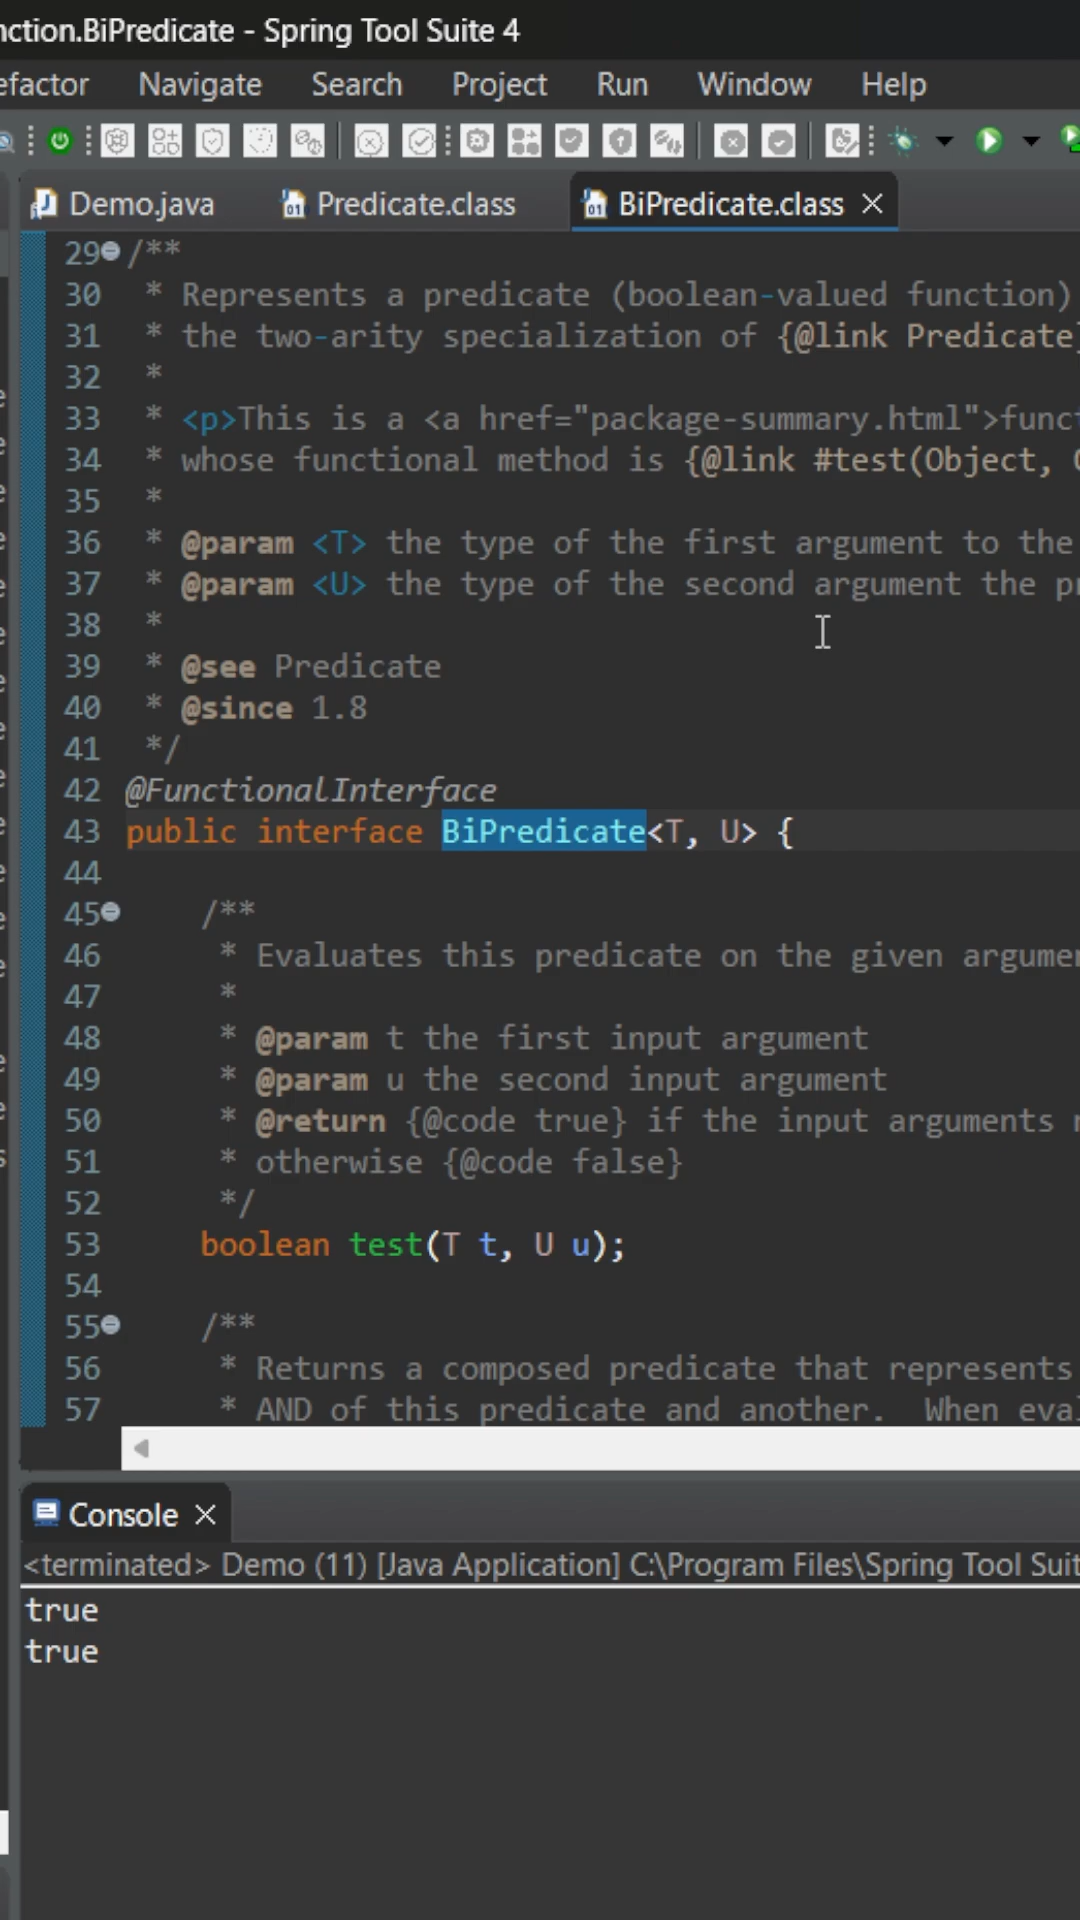 nction.BiPredicate - Spring Tool Suite 4
efactor Navigate Search Project Run Window Help
Demo.java Predicate.class BiPredicate.class
29 /**
30 * Represents a predicate (boolean-valued function)
31 * the two-arity specialization of {@link Predicate}
32 *
33 * <p>This is a <a href="package-summary.html">funct
34 * whose functional method is {@link #test(Object, O
35 *
36 * @param <T> the type of the first argument to the
37 * @param <U> the type of the second argument the pr
38 *
39 * @see Predicate
40 * @since 1.8
41 */
42 @FunctionalInterface
43 public interface BiPredicate<T, U> {
44
45 /**
46 * Evaluates this predicate on the given argumen
47 *
48 * @param t the first input argument
49 * @param u the second input argument
50 * @return {@code true} if the input arguments m
51 * otherwise {@code false}
52 */
53 boolean test(T t, U u);
54
55 /**
56 * Returns a composed predicate that represents
57 * AND of this predicate and another. When eval
Console
<terminated> Demo (11) [Java Application] C:\Program Files\Spring Tool Suit
true
true